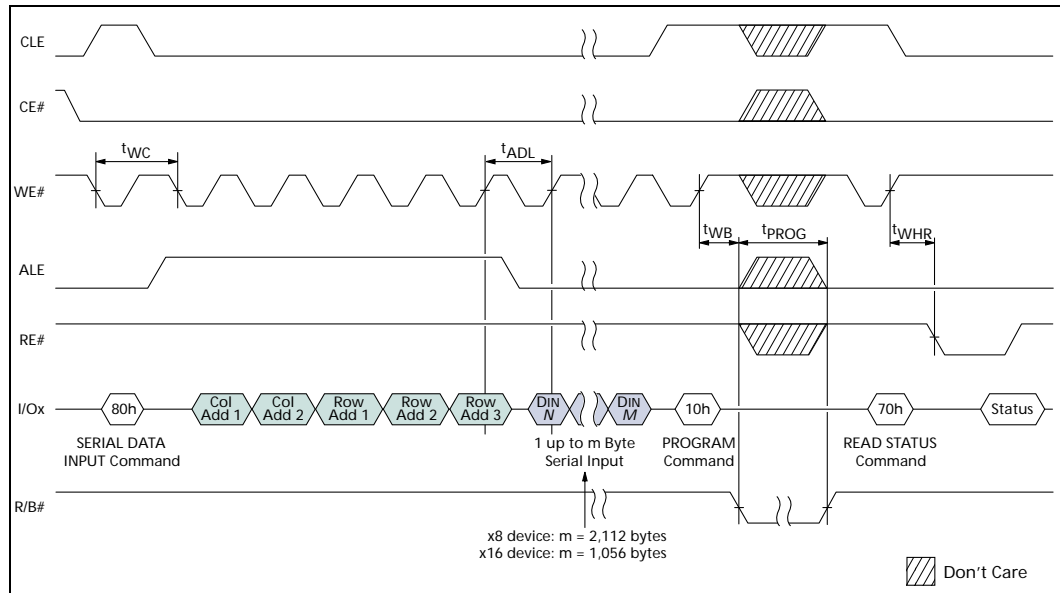 CLE
CE#
tWC
tADL
WE#
tWB
tPROG
tWHR
ALE
RE#
I/Ox
80h
Col Add 1
Col Add 2
Row Add 1
Row Add 2
Row Add 3
DIN N
DIN M
10h
70h
Status
SERIAL DATA
INPUT Command
1 up to m Byte
Serial Input
PROGRAM
Command
READ STATUS
Command
R/B#
x8 device: m = 2,112 bytes
x16 device: m = 1,056 bytes
Don't Care